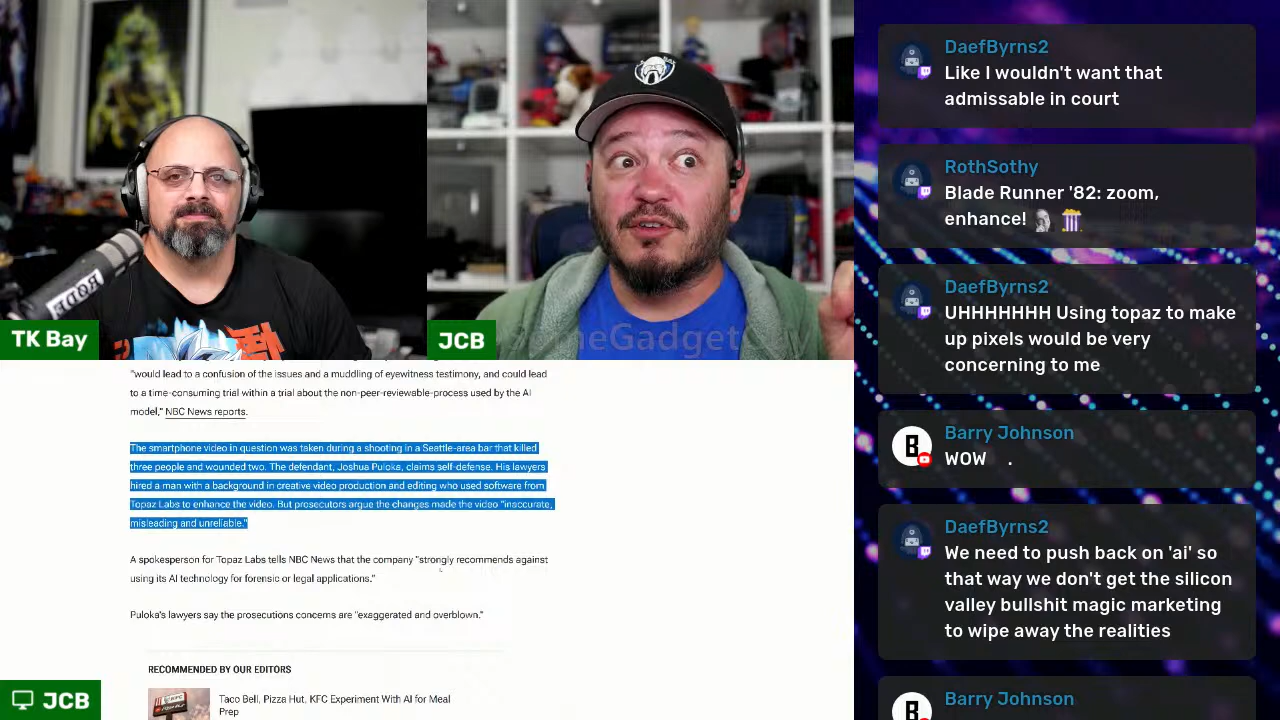 RODE
TK Bay
JCB
SomeGadgetGuy
"would lead to a confusion of the issues and a muddling of eyewitness testimony, and could lead
to a time-consuming trial within a trial about the non-peer-reviewable-process used by the AI
model," NBC News reports.
The smartphone video in question was taken during a shooting in a Seattle-area bar that killed
three people and wounded two. The defendant, Joshua Puloka, claims self-defense. His lawyers
hired a man with a background in creative video production and editing who used software from
Topaz Labs to enhance the video. But prosecutors argue the changes made the video "inaccurate,
misleading and unreliable."
A spokesperson for Topaz Labs tells NBC News that the company "strongly recommends against
using its AI technology for forensic or legal applications."
Puloka's lawyers say the prosecutions concerns are "exaggerated and overblown."
RECOMMENDED BY OUR EDITORS
Taco Bell, Pizza Hut, KFC Experiment With AI for Meal
Prep
JCB
DaefByrns2
Like I wouldn't want that
admissable in court
RothSothy
Blade Runner '82: zoom,
enhance!
DaefByrns2
UHHHHHHH Using topaz to make
up pixels would be very
concerning to me
Barry Johnson
WOW .
DaefByrns2
We need to push back on 'ai' so
that way we don't get the silicon
valley bullshit magic marketing
to wipe away the realities
Barry Johnson